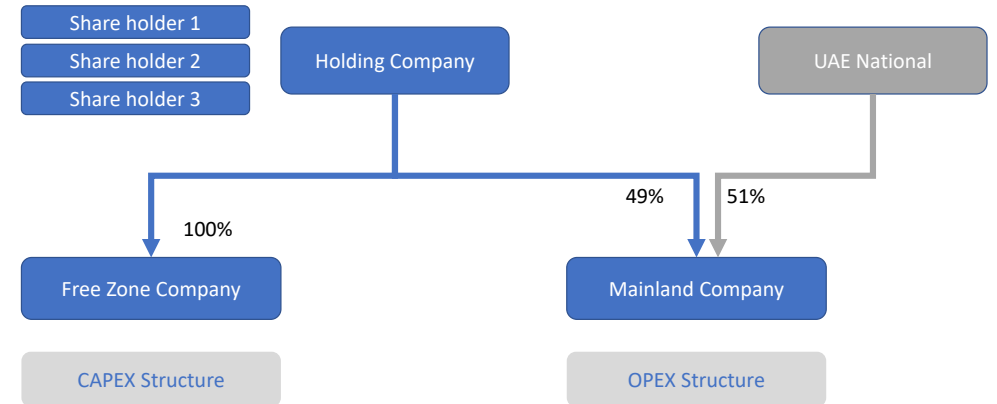 Share holder 1
Share holder 2
Share holder 3
Holding Company
UAE National
49%
51%
100%
Free Zone Company
Mainland Company
CAPEX Structure
OPEX Structure